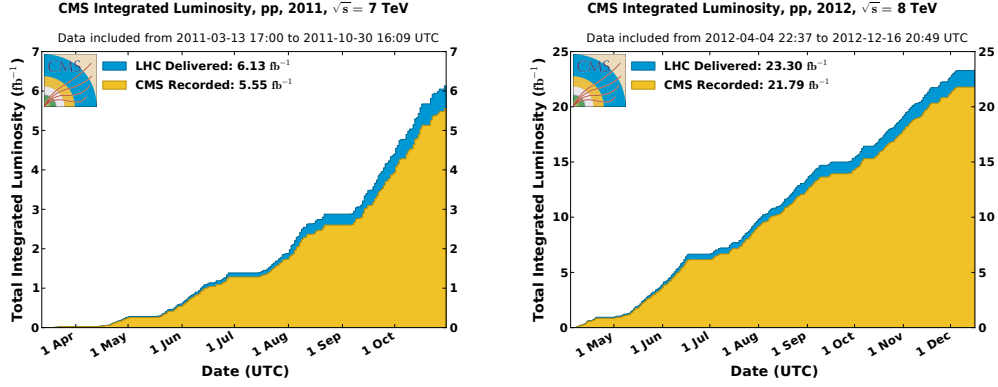 CMS Integrated Luminosity, pp, 2011, √s = 7 TeV
Data included from 2011-03-13 17:00 to 2011-10-30 16:09 UTC
CMS
LHC Delivered: 6.13 fb⁻¹
CMS Recorded: 5.55 fb⁻¹
Total Integrated Luminosity (fb⁻¹)
7
6
5
4
3
2
1
0
7
6
5
4
3
2
1
0
1 Apr
1 May
1 Jun
1 Jul
1 Aug
1 Sep
1 Oct
Date (UTC)
CMS Integrated Luminosity, pp, 2012, √s = 8 TeV
Data included from 2012-04-04 22:37 to 2012-12-16 20:49 UTC
CMS
LHC Delivered: 23.30 fb⁻¹
CMS Recorded: 21.79 fb⁻¹
Total Integrated Luminosity (fb⁻¹)
25
20
15
10
5
0
25
20
15
10
5
0
1 May
1 Jun
1 Jul
1 Aug
1 Sep
1 Oct
1 Nov
1 Dec
Date (UTC)